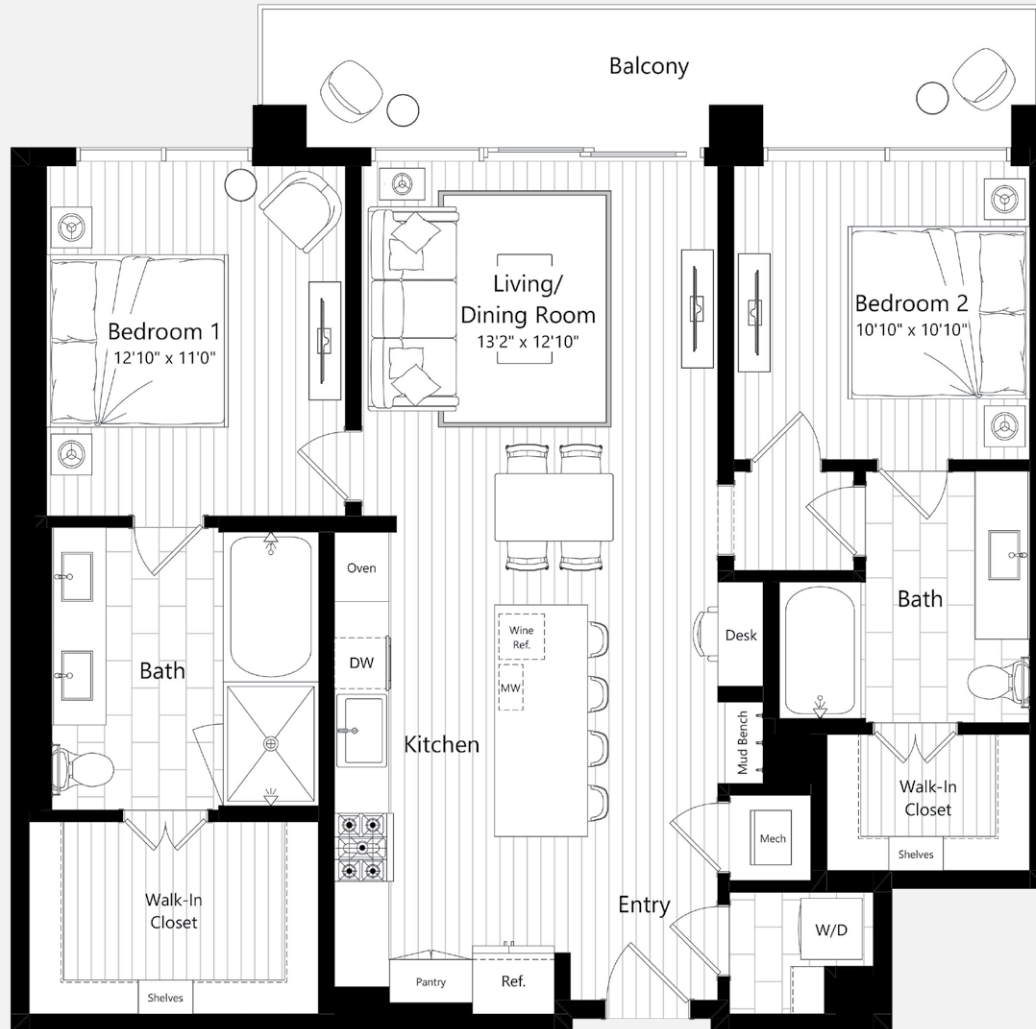 Balcony
Bedroom 1
12'10" x 11'0"
Living/
Dining Room
13'2" x 12'10"
Bedroom 2
10'10" x 10'10"
Oven
Wine
Ref.
MW
DW
Desk
Bath
Bath
Kitchen
Mud Bench
Walk-In
Closet
Shelves
Mech
Walk-In
Closet
Shelves
Entry
W/D
Pantry
Ref.